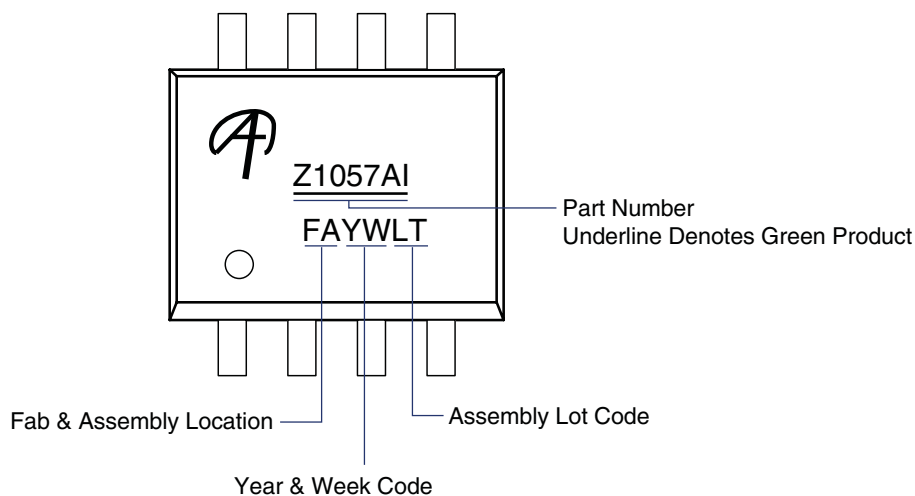 Z1057AI
FAYWLT
Part Number
Underline Denotes Green Product
Fab & Assembly Location
Assembly Lot Code
Year & Week Code